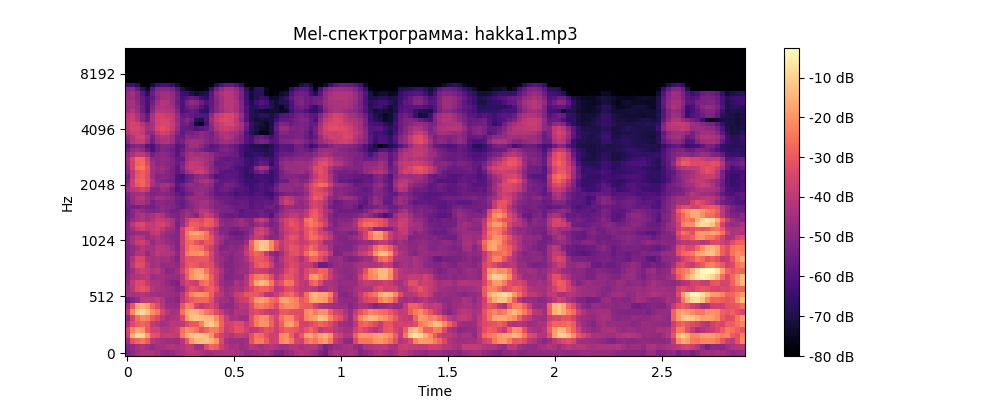 Mel-спектрограмма: hakka1.mp3
8192
4096
2048
1024
512
0
Hz
0 0.5 1 1.5 2 2.5
Time
-10 dB
-20 dB
-30 dB
-40 dB
-50 dB
-60 dB
-70 dB
-80 dB